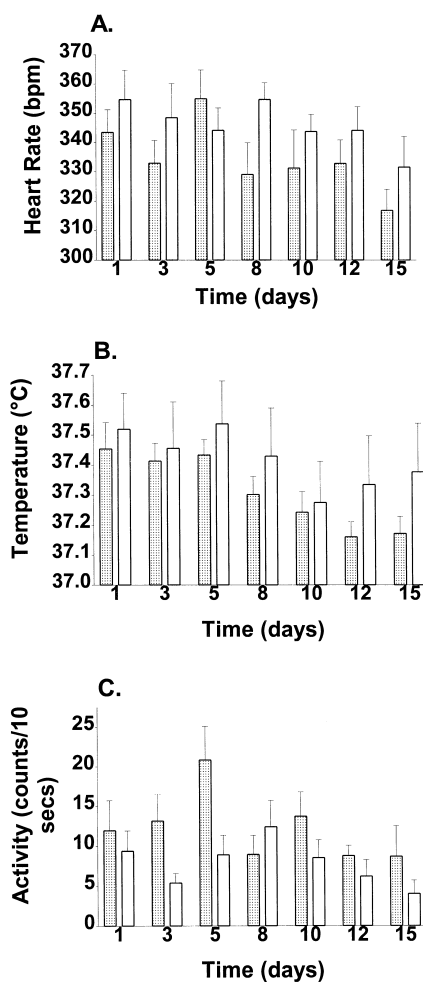 A.
Heart Rate (bpm)
370
360
350
340
330
320
310
300
1 3 5 8 10 12 15
Time (days)
B.
Temperature (°C)
37.7
37.6
37.5
37.4
37.3
37.2
37.1
37.0
1 3 5 8 10 12 15
Time (days)
C.
Activity (counts/10
secs)
25
20
15
10
5
0
1 3 5 8 10 12 15
Time (days)